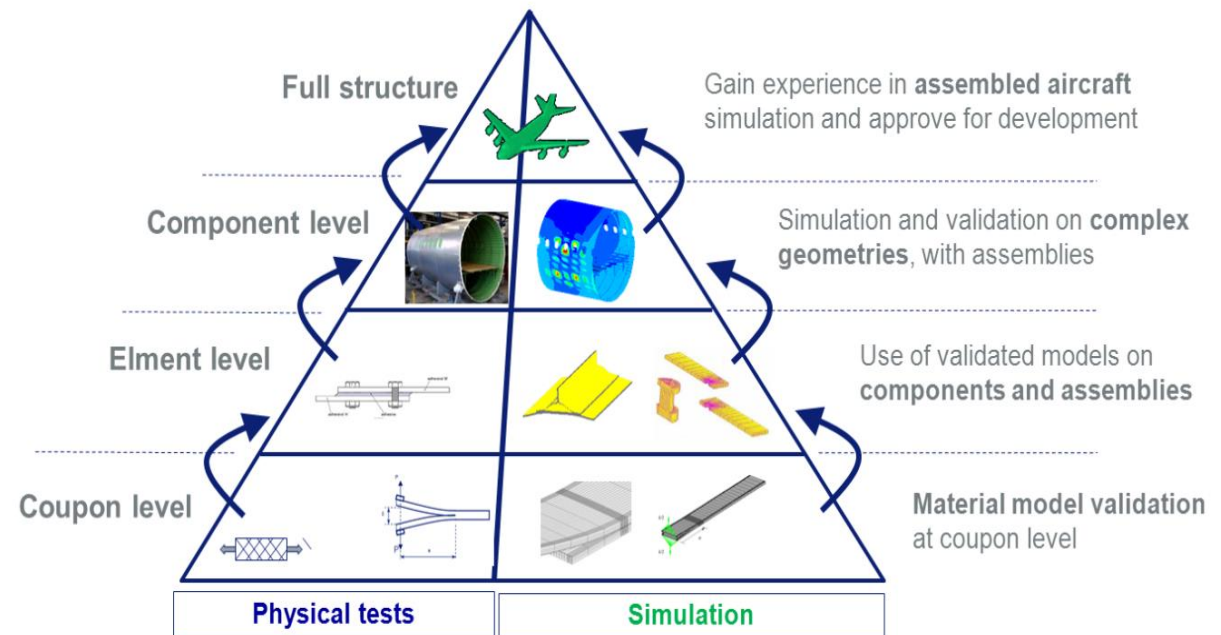 Full structure
Gain experience in assembled aircraft
simulation and approve for development
Component level
Simulation and validation on complex
geometries, with assemblies
Elment level
Use of validated models on
components and assemblies
Coupon level
Material model validation
at coupon level
Physical tests
Simulation